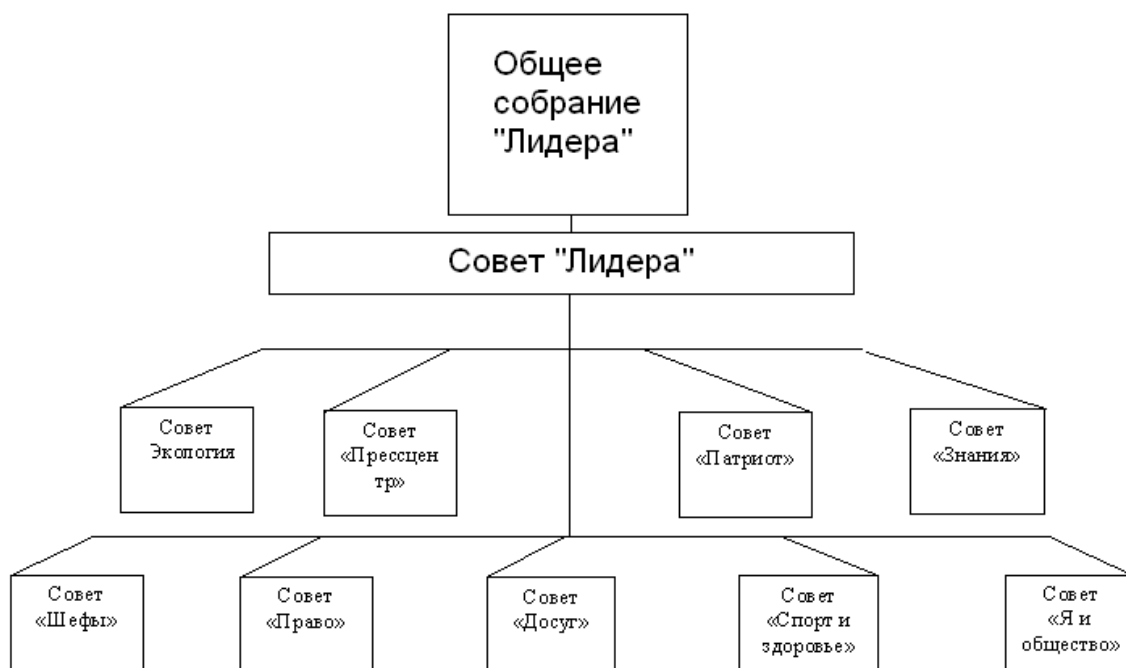 Общее
собрание
"Лидера"
Совет "Лидера"
Совет
Экология
Совет
«Прессцен
тр»
Совет
«Патриот»
Совет
«Знания»
Совет
«Шефы»
Совет
«Право»
Совет
«Досуг»
Совет
«Спорт и
здоровье»
Совет
«Я и
общество»